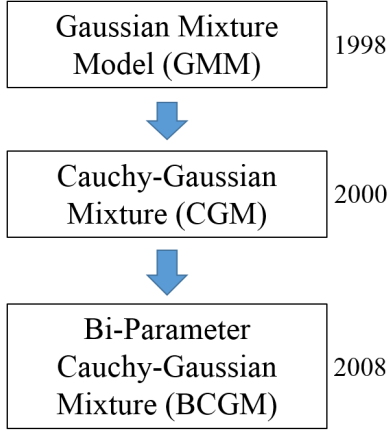 Gaussian Mixture
Model (GMM)
1998
Cauchy-Gaussian
Mixture (CGM)
2000
Bi-Parameter
Cauchy-Gaussian
Mixture (BCGM)
2008